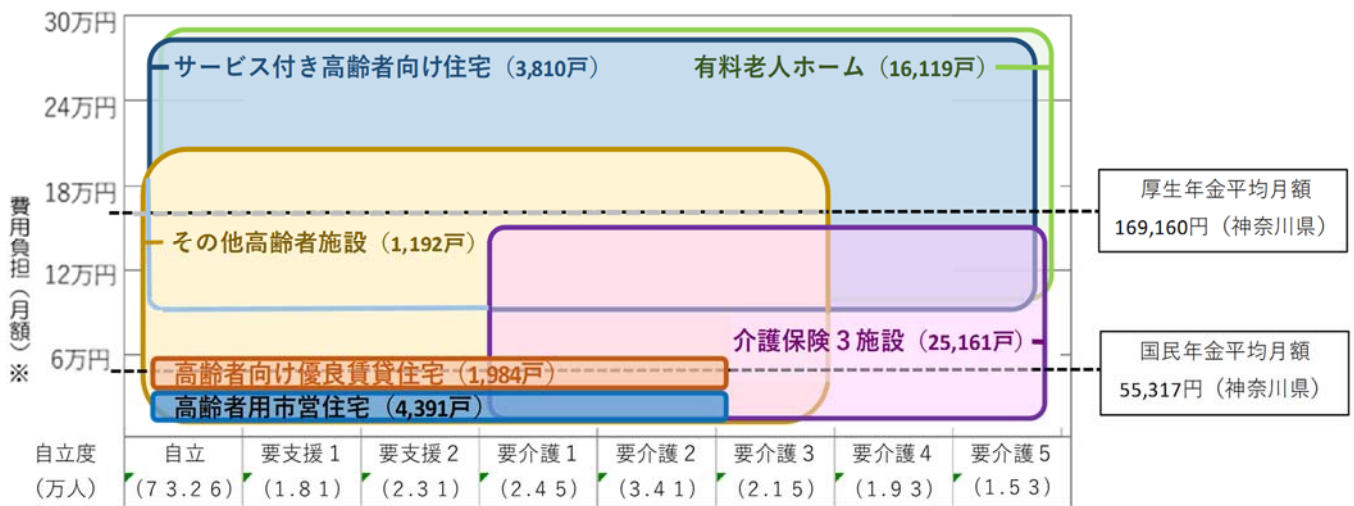 30万円
24万円
18万円
12万円
6万円
費用負担（月額）※
サービス付き高齢者向け住宅（3,810戸）
有料老人ホーム（16,119戸）
その他高齢者施設（1,192戸）
介護保険３施設（25,161戸）
高齢者向け優良賃貸住宅（1,984戸）
高齢者用市営住宅（4,391戸）
厚生年金平均月額
169,160円（神奈川県）
国民年金平均月額
55,317円（神奈川県）
自立度 自立 要支援１ 要支援２ 要介護１ 要介護２ 要介護３ 要介護４ 要介護５
（万人） （７３.２６） （１.８１） （２.３１） （２.４５） （３.４１） （２.１５） （１.９３） （１.５３）